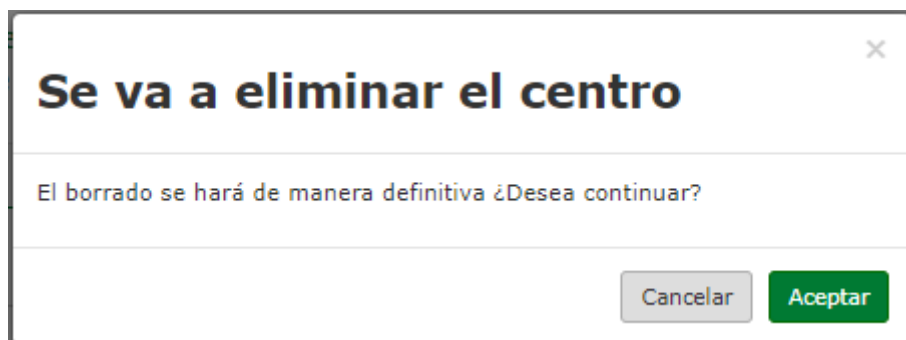 Se va a eliminar el centro
El borrado se hará de manera definitiva ¿Desea continuar?
Cancelar
Aceptar